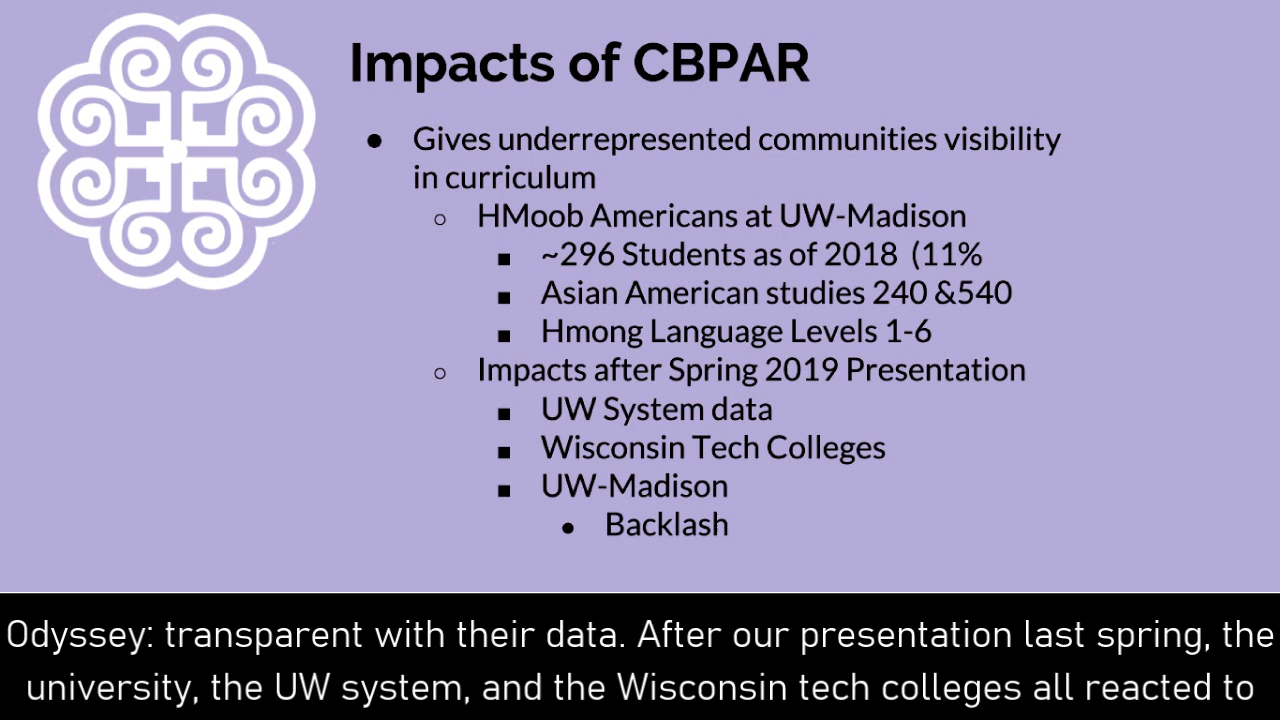 Impacts of CBPAR
● Gives underrepresented communities visibility
in curriculum
○ HMoob Americans at UW-Madison
■ ~296 Students as of 2018 (11%
■ Asian American studies 240 &540
■ Hmong Language Levels 1-6
○ Impacts after Spring 2019 Presentation
■ UW System data
■ Wisconsin Tech Colleges
■ UW-Madison
● Backlash
Odyssey: transparent with their data. After our presentation last spring, the
university, the UW system, and the Wisconsin tech colleges all reacted to